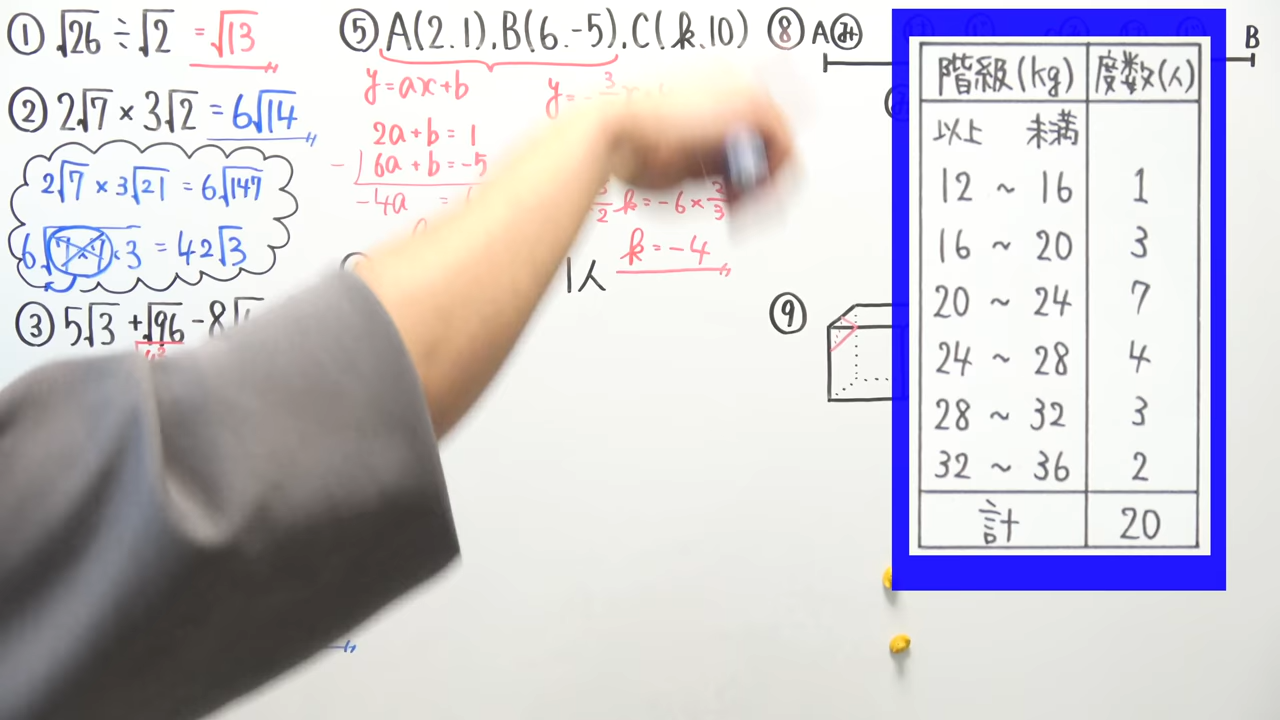 ① √26 ÷ √2 = √13
② 2√7 × 3√2 = 6√14
2√7 × 3√21 = 6√147
6√7·7·3 = 42√3
③ 5√3 + √96 - 8√
⑤ A(2.1).B(6.-5).C(k.10)
y = ax+b
2a+b = 1
6a+b = -5
-4a =
k = -6 ×
k = -4
1人
⑧ A B
⑨
階級(kg) 度数(人)
以上 未満
12 ~ 16 1
16 ~ 20 3
20 ~ 24 7
24 ~ 28 4
28 ~ 32 3
32 ~ 36 2
計 20